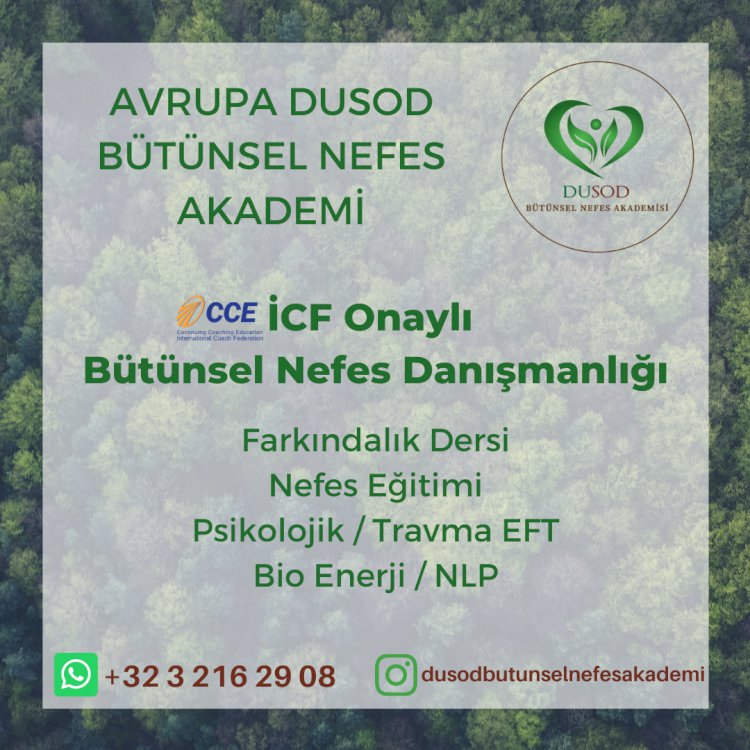 AVRUPA DUSOD
BÜTÜNSEL NEFES
AKADEMİ
DUSOD
BÜTÜNSEL NEFES AKADEMİSİ
CCE
Continuing Coaching Education
International Coach Federation
İCF Onaylı
Bütünsel Nefes Danışmanlığı
Farkındalık Dersi
Nefes Eğitimi
Psikolojik / Travma EFT
Bio Enerji / NLP
+32 3 216 29 08
dusodbutunselnefesakademi